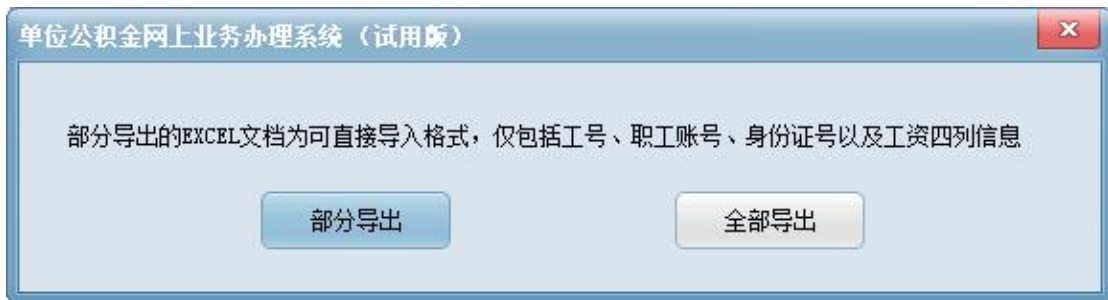 单位公积金网上业务办理系统（试用版）
部分导出的EXCEL文档为可直接导入格式，仅包括工号、职工账号、身份证号以及工资四列信息
部分导出
全部导出